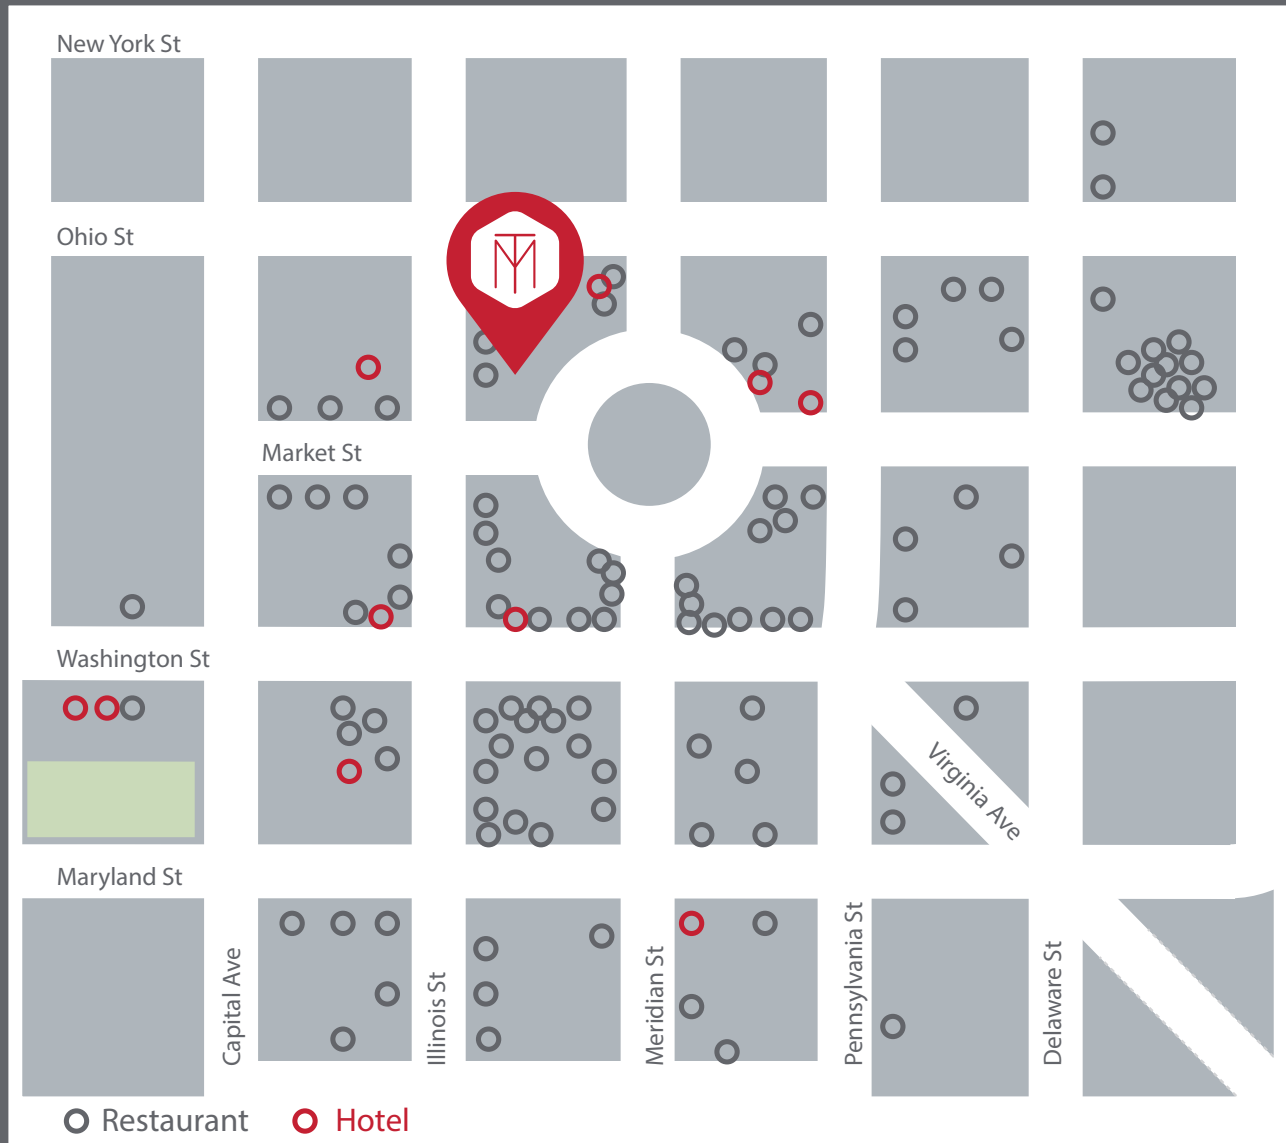 New York St
Ohio St
Market St
Washington St
Virginia Ave
Maryland St
Capital Ave
Illinois St
Meridian St
Pennsylvania St
Delaware St
Restaurant
Hotel